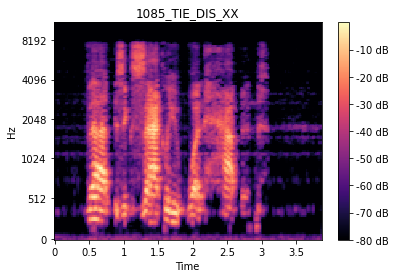 1085_TIE_DIS_XX
Hz
8192
4096
2048
1024
512
0
0 0.5 1 1.5 2 2.5 3 3.5
Time
-10 dB
-20 dB
-30 dB
-40 dB
-50 dB
-60 dB
-70 dB
-80 dB